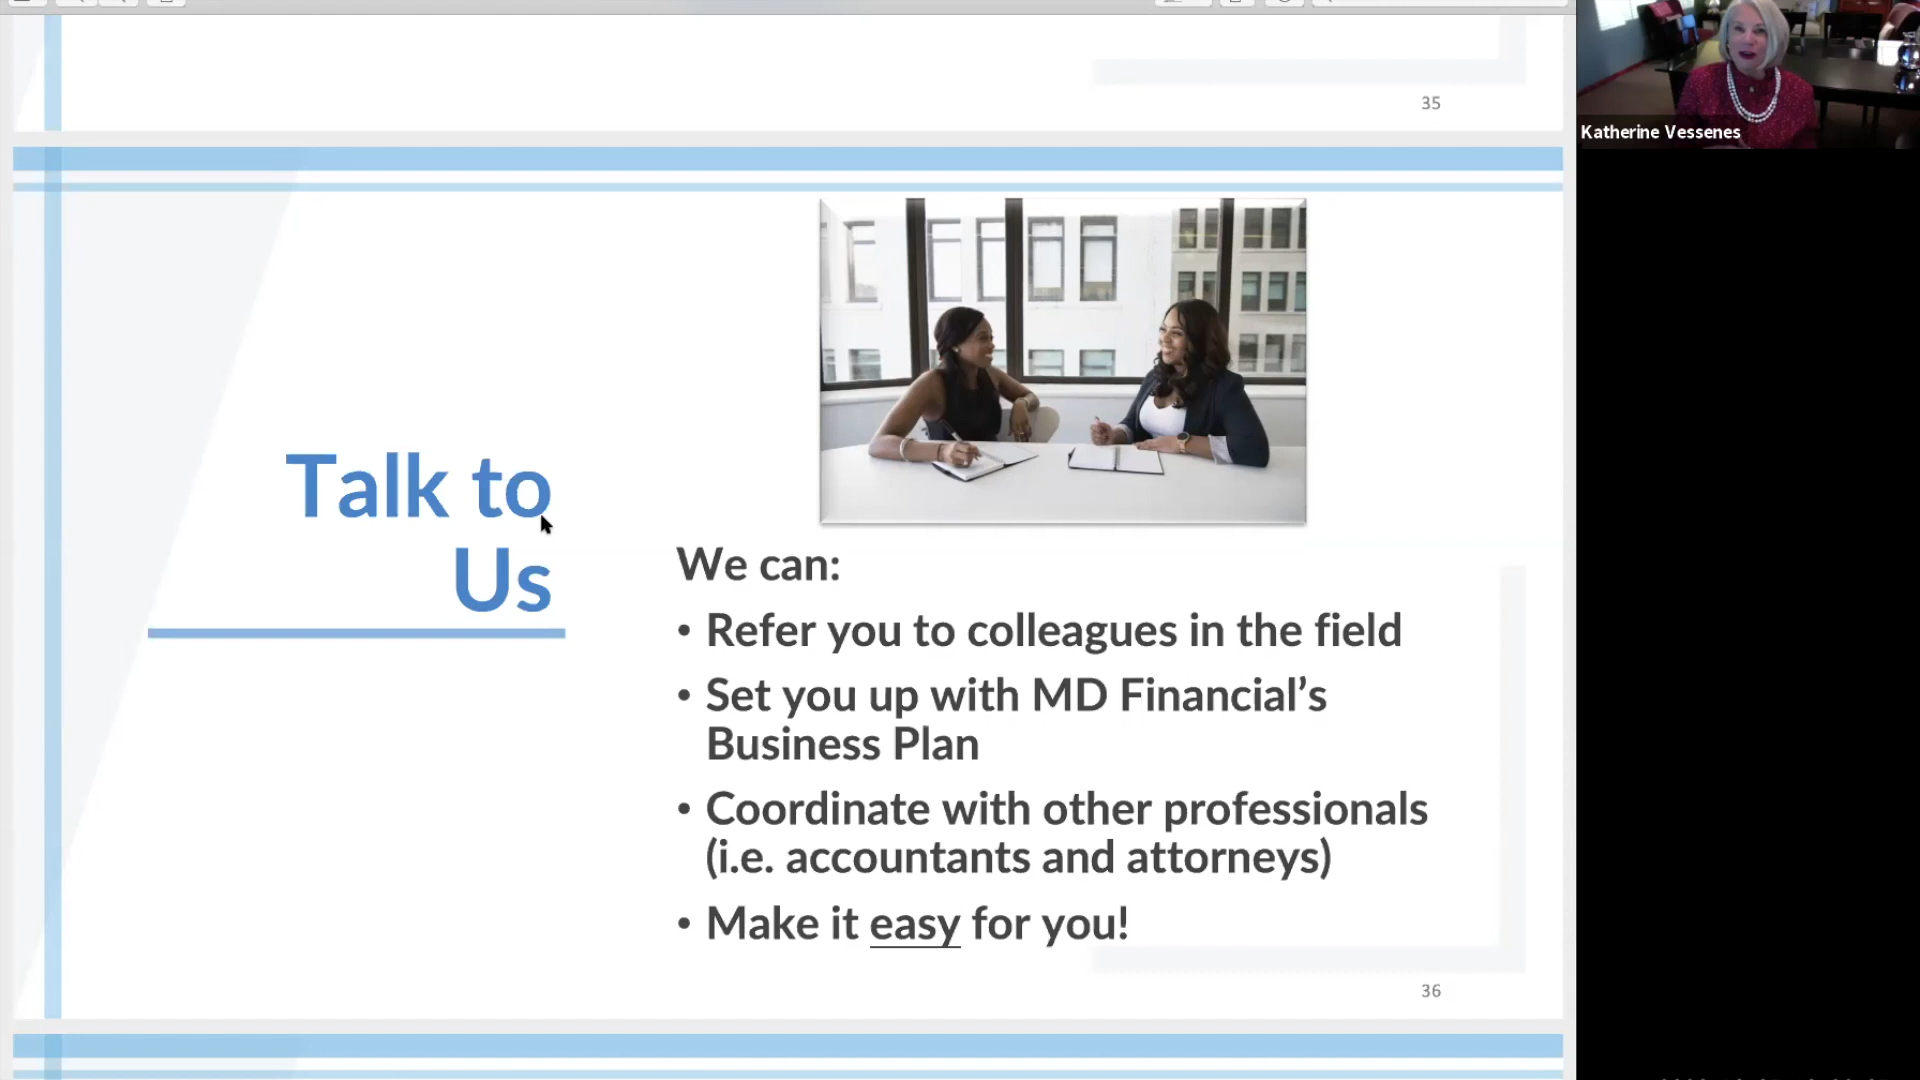 35
Katherine Vessenes
Talk to
Us
We can:
• Refer you to colleagues in the field
• Set you up with MD Financial’s
Business Plan
• Coordinate with other professionals
(i.e. accountants and attorneys)
• Make it easy for you!
36